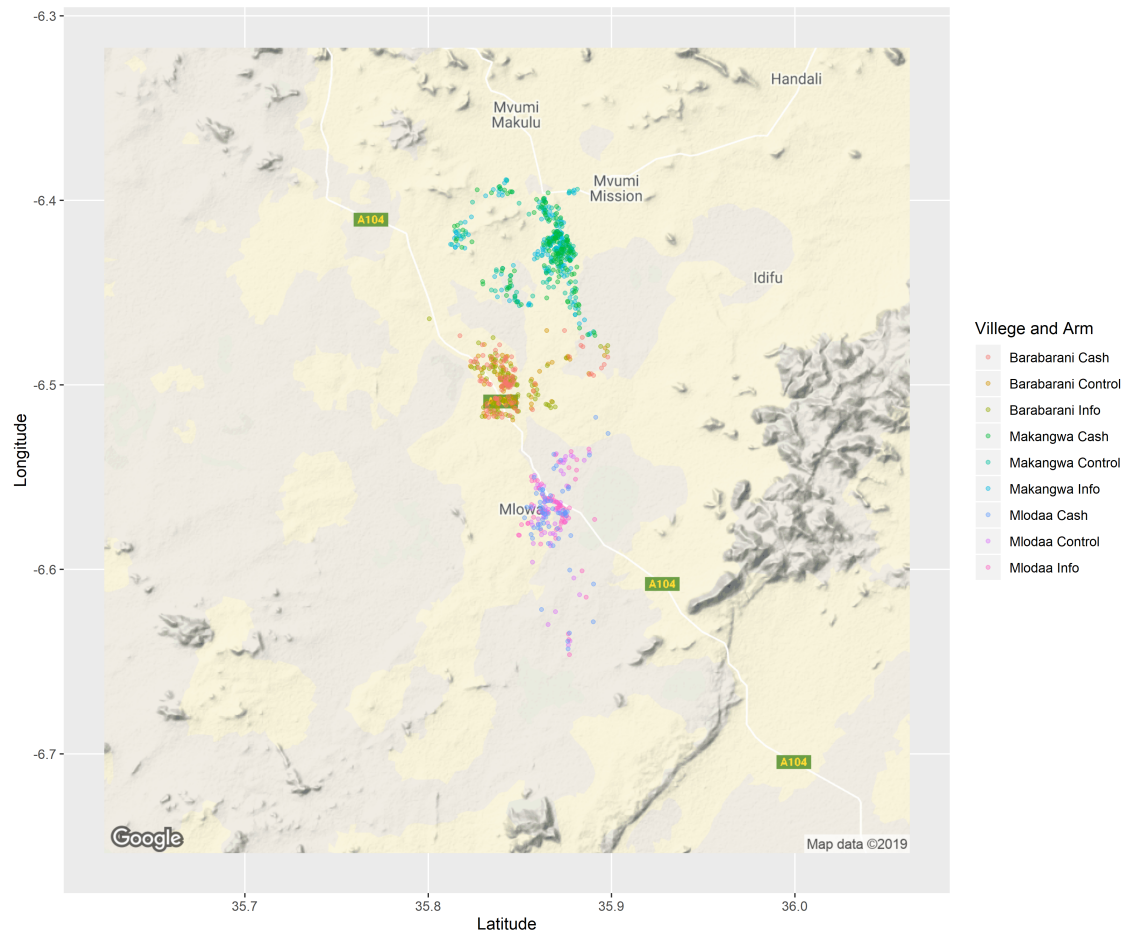 -6.3
Handali
Mvumi
Makulu
Mvumi
Mission
-6.4
A104
Idifu
Villege and Arm
Barabarani Cash
Barabarani Control
Barabarani Info
Makangwa Cash
Makangwa Control
Makangwa Info
Mlodaa Cash
Mlodaa Control
Mlodaa Info
-6.5
Longitude
Mlowa
-6.6
A104
-6.7
A104
Google
Map data ©2019
35.7
35.8
35.9
36.0
Latitude